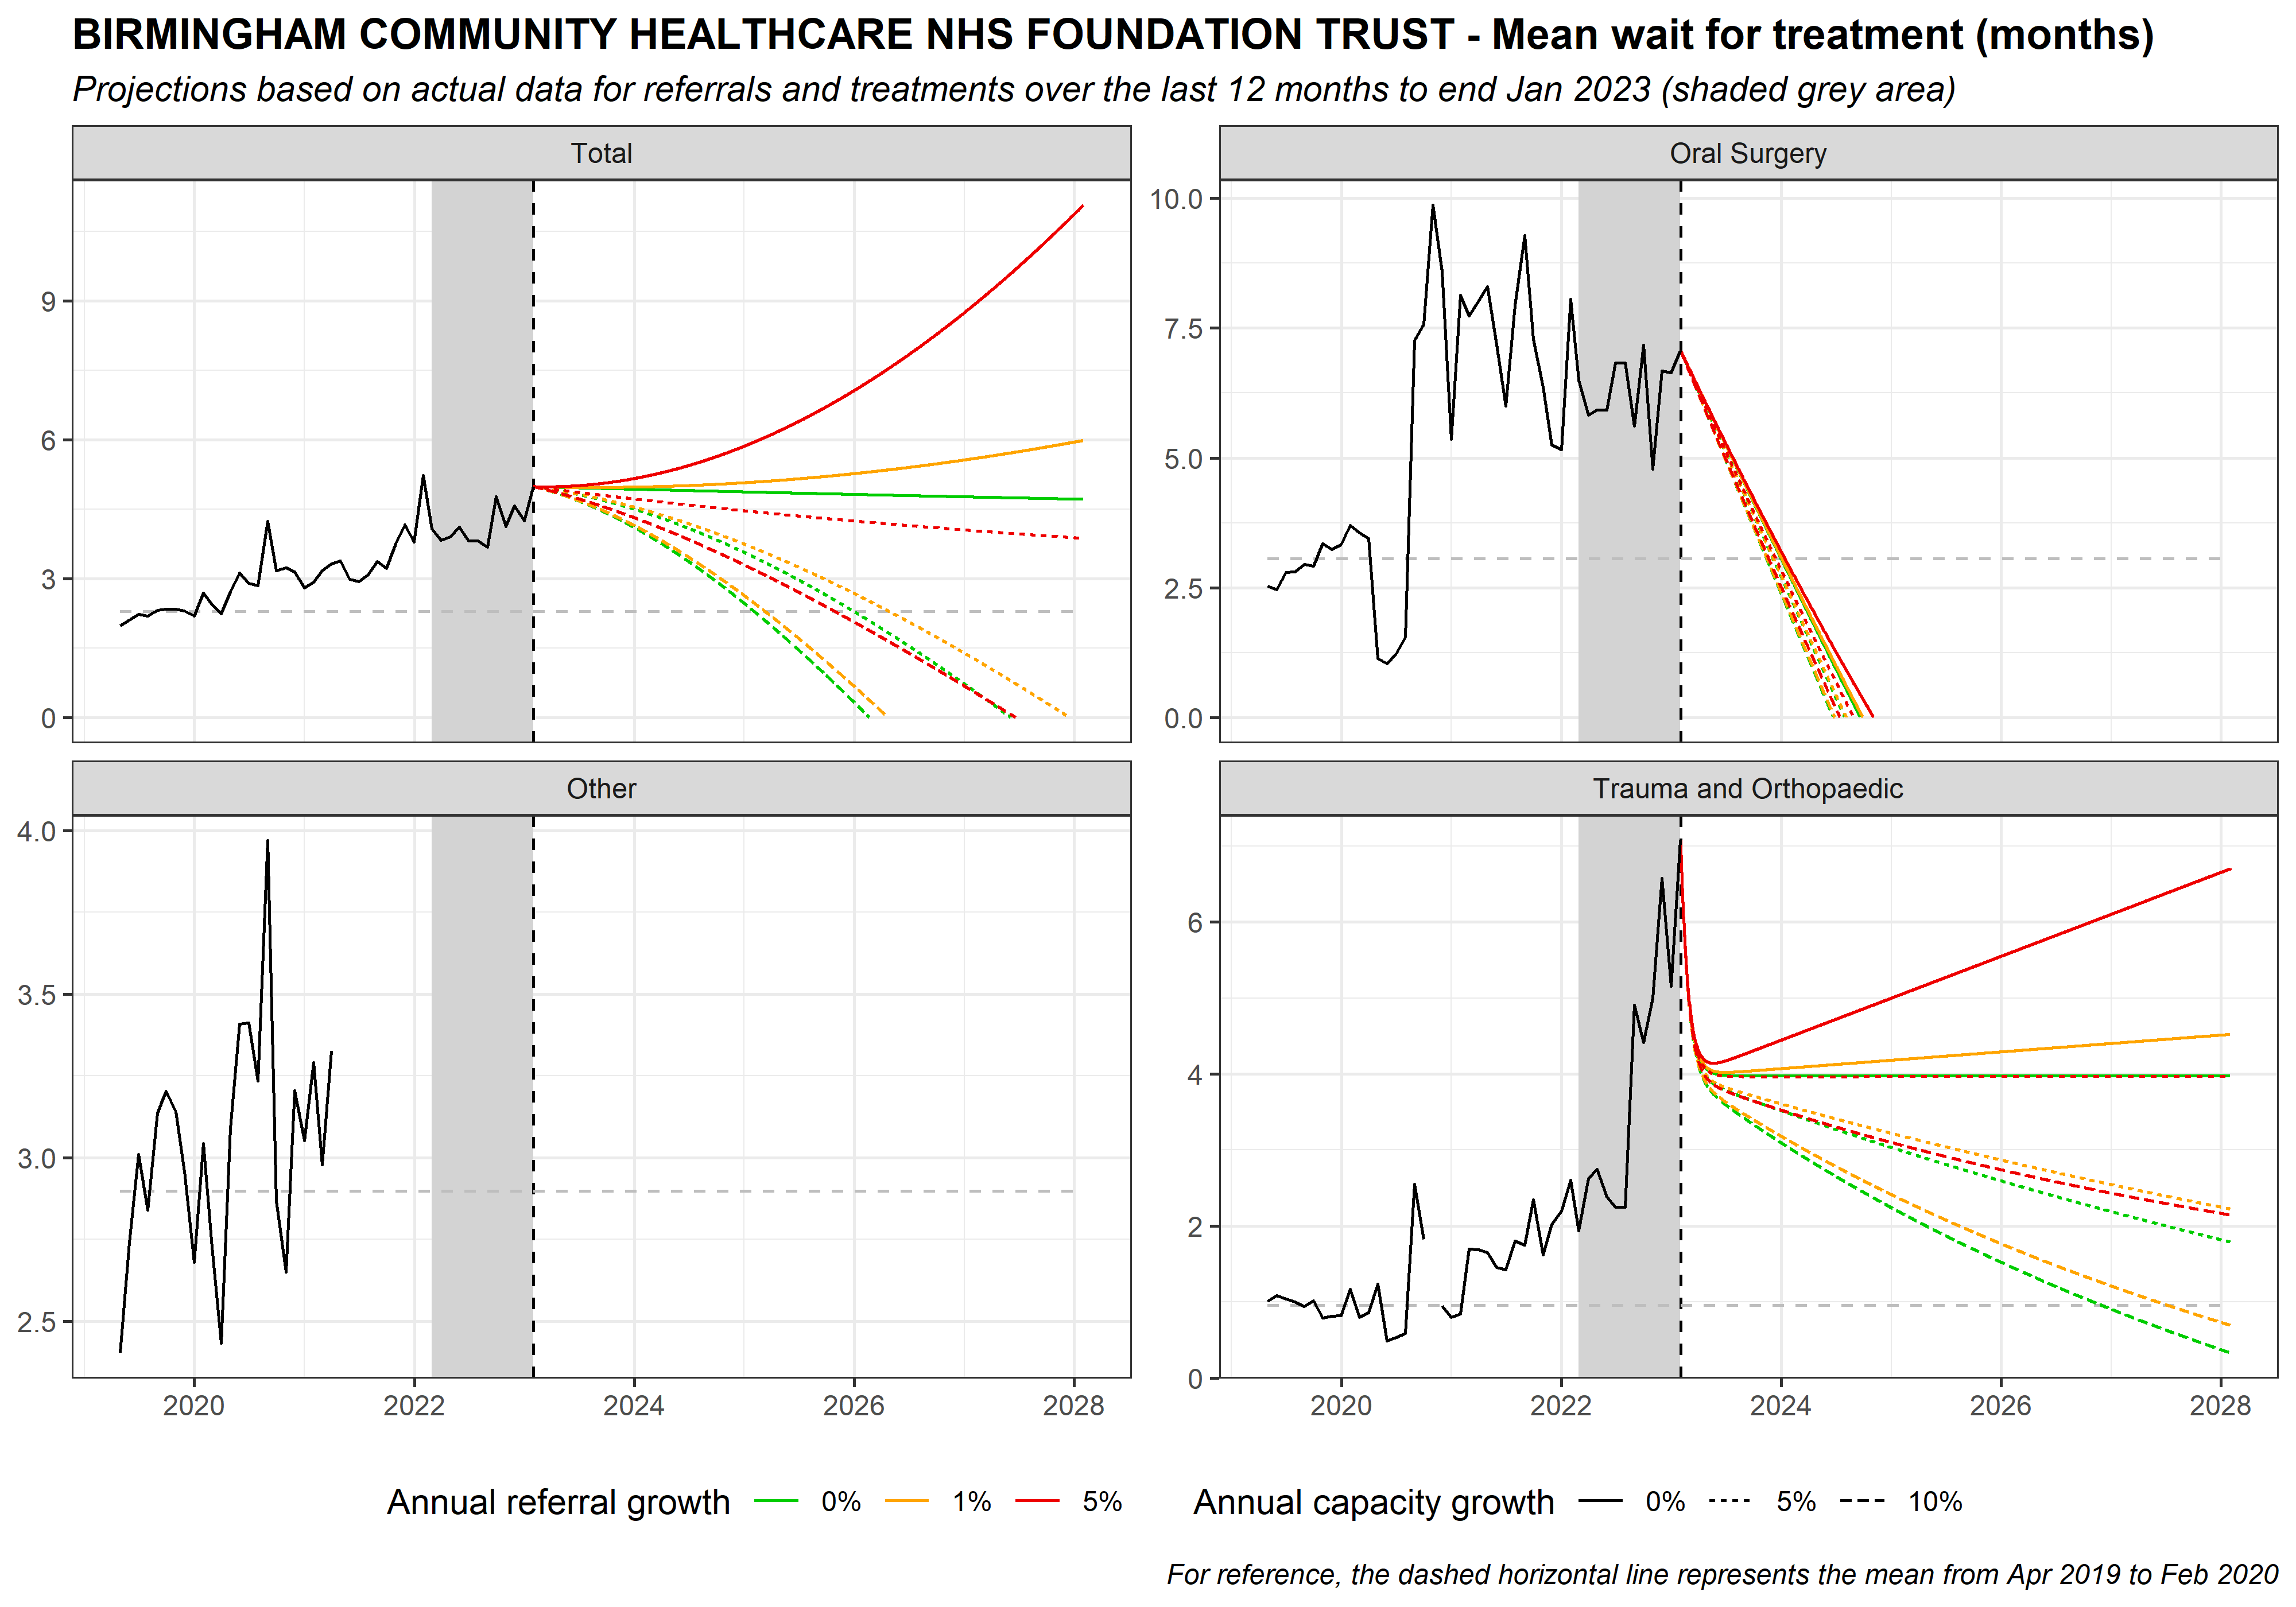 BIRMINGHAM COMMUNITY HEALTHCARE NHS FOUNDATION TRUST - Mean wait for treatment (months)
Projections based on actual data for referrals and treatments over the last 12 months to end Jan 2023 (shaded grey area)
Total
9
6
3
0
Oral Surgery
10.0
7.5
5.0
2.5
0.0
Other
4.0
3.5
3.0
2.5
2020 2022 2024 2026 2028
Trauma and Orthopaedic
6
4
2
0
2020 2022 2024 2026 2028
Annual referral growth 0% 1% 5%
Annual capacity growth 0% 5% 10%
For reference, the dashed horizontal line represents the mean from Apr 2019 to Feb 2020